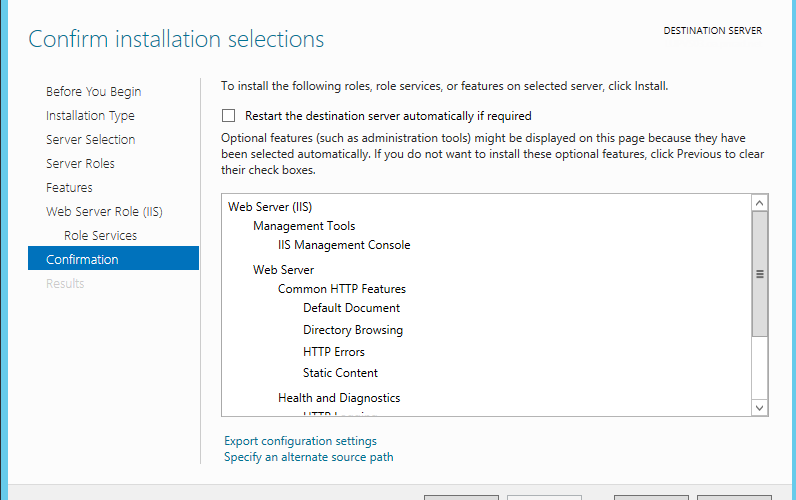 Confirm installation selections
DESTINATION SERVER
Before You Begin
Installation Type
Server Selection
Server Roles
Features
Web Server Role (IIS)
Role Services
Confirmation
Results
To install the following roles, role services, or features on selected server, click Install.
Restart the destination server automatically if required
Optional features (such as administration tools) might be displayed on this page because they have
been selected automatically. If you do not want to install these optional features, click Previous to clear
their check boxes.
Web Server (IIS)
Management Tools
IIS Management Console
Web Server
Common HTTP Features
Default Document
Directory Browsing
HTTP Errors
Static Content
Health and Diagnostics
HTTP Logging
Export configuration settings
Specify an alternate source path